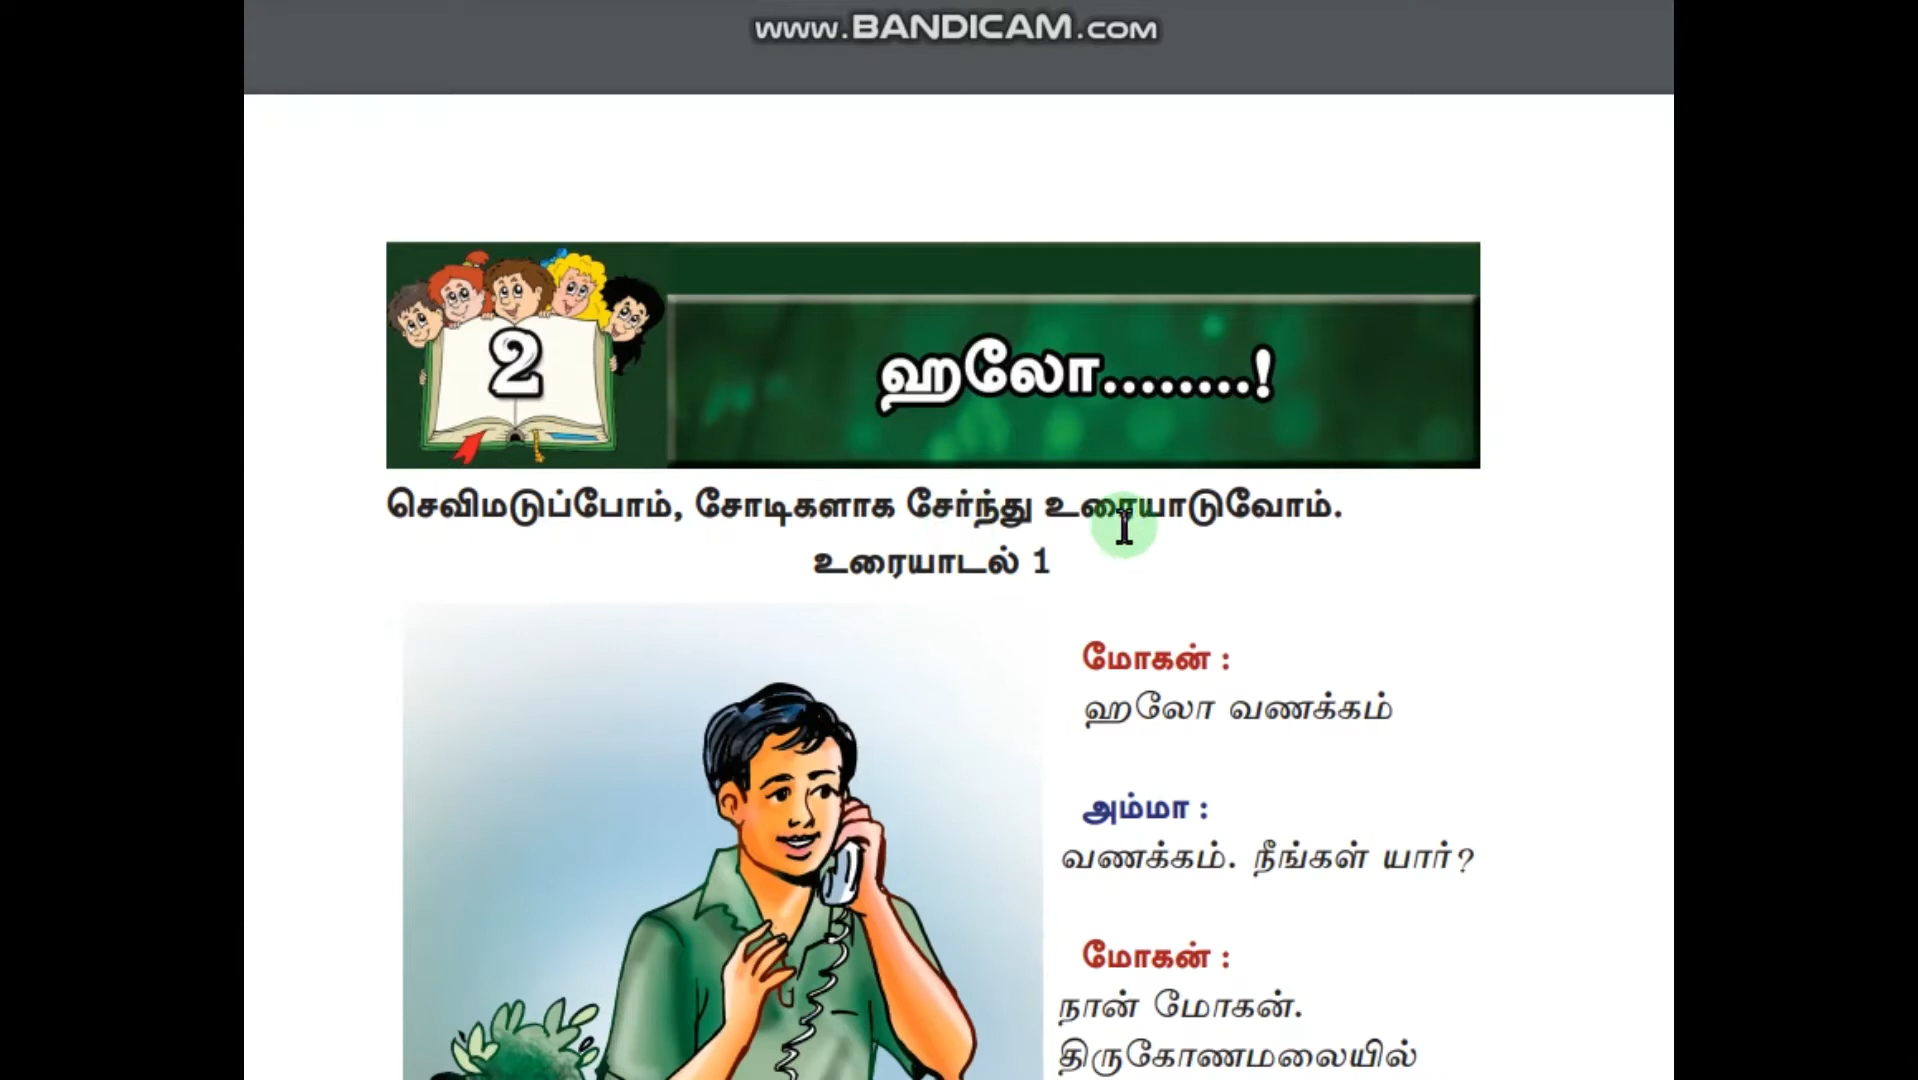 www.BANDICAM.com
2
ஹலோ........!
செவிமடுப்போம், சோடிகளாக சேர்ந்து உரையாடுவோம்.
உரையாடல் 1
மோகன் :
ஹலோ வணக்கம்
அம்மா :
வணக்கம். நீங்கள் யார்?
மோகன் :
நான் மோகன்.
திருகோணமலையில்